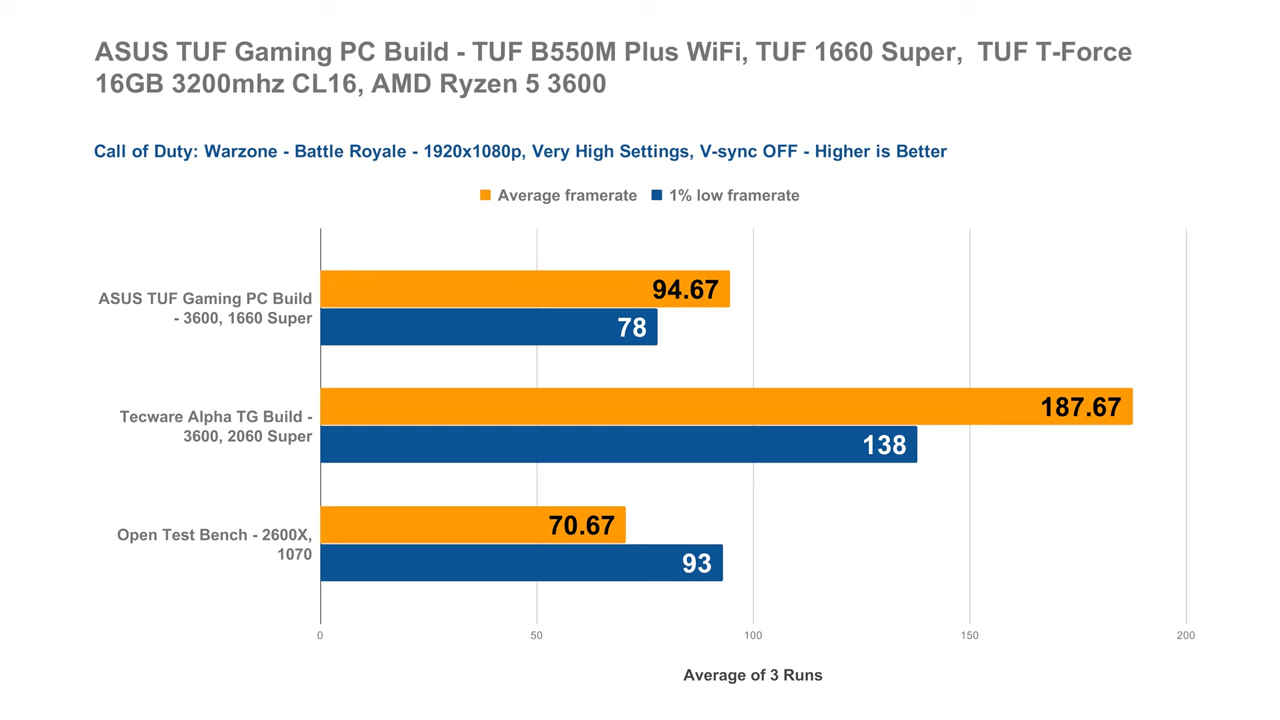 ASUS TUF Gaming PC Build - TUF B550M Plus WiFi, TUF 1660 Super,  TUF T-Force
16GB 3200mhz CL16, AMD Ryzen 5 3600
Call of Duty: Warzone - Battle Royale - 1920x1080p, Very High Settings, V-sync OFF - Higher is Better
Average framerate 1% low framerate
ASUS TUF Gaming PC Build
- 3600, 1660 Super
94.67
78
Tecware Alpha TG Build -
3600, 2060 Super
187.67
138
Open Test Bench - 2600X,
1070
70.67
93
0 50 100 150 200
Average of 3 Runs